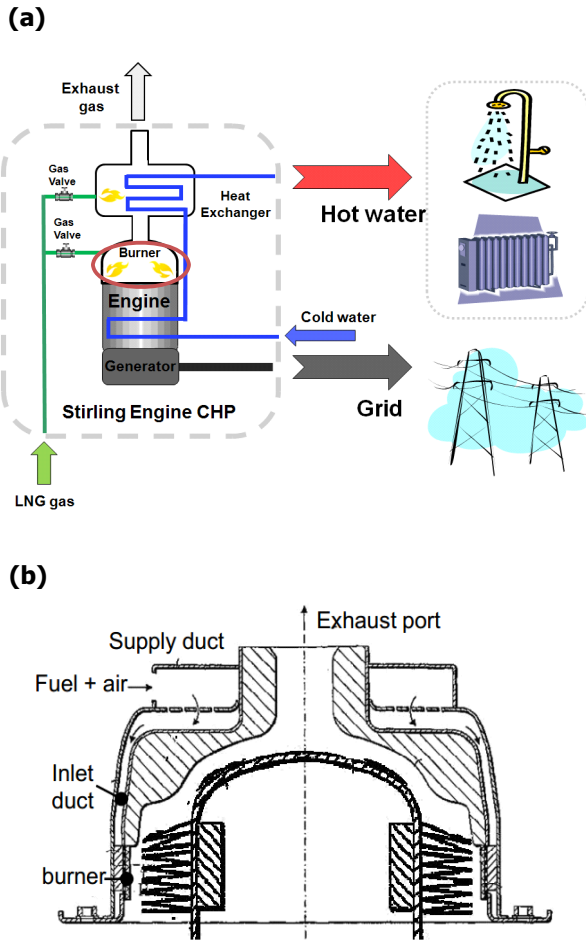 (a)
Exhaust
gas
Gas
Valve
Heat
Exchanger
Hot water
Gas
Valve
Burner
Engine
Cold water
Generator
Grid
Stirling Engine CHP
LNG gas
(b)
Exhaust port
Supply duct
Fuel + air
Inlet
duct
burner